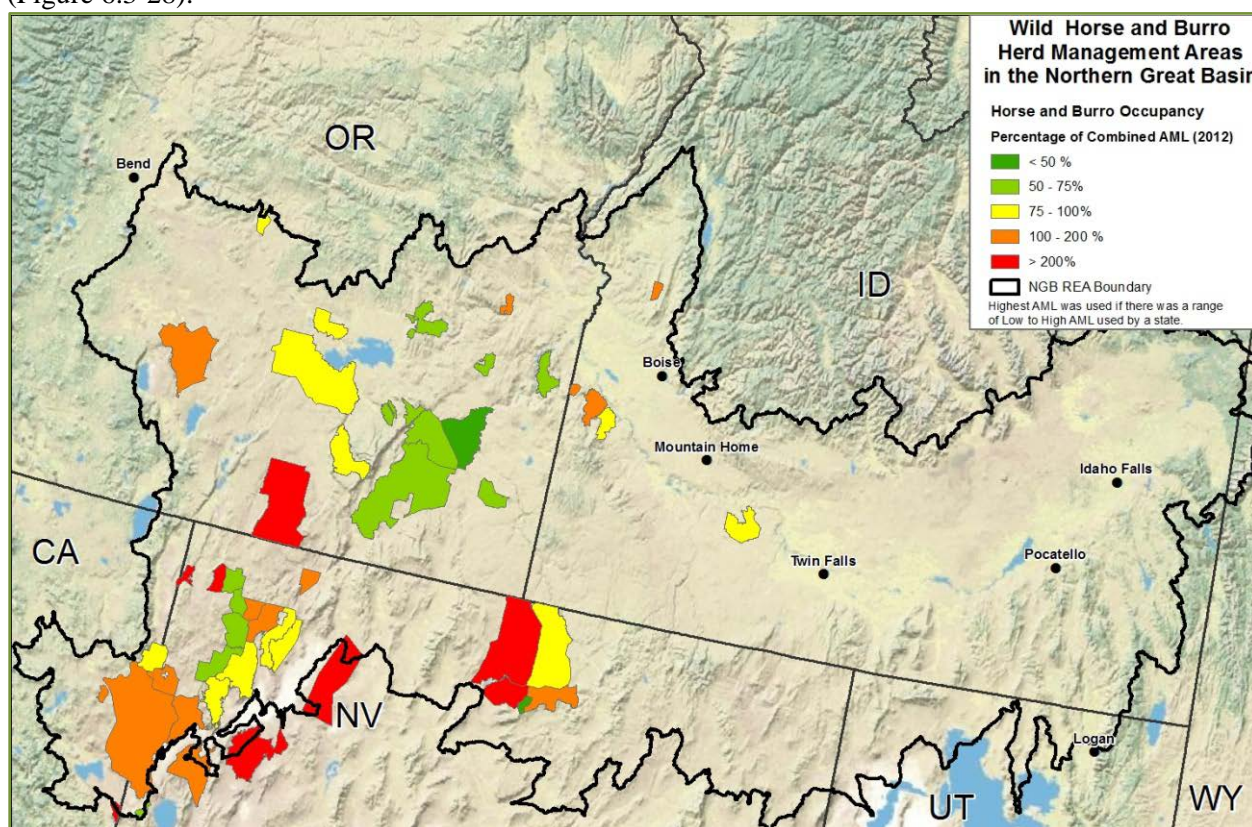 (Figure 6.3-28).
Wild Horse and Burro
Herd Management Areas
in the Northern Great Basin
Horse and Burro Occupancy
Percentage of Combined AML (2012)
< 50 %
50 - 75%
75 - 100%
100 - 200 %
> 200%
NGB REA Boundary
Highest AML was used if there was a range
of Low to High AML used by a state.
OR
Bend
ID
Boise
Mountain Home
Idaho Falls
CA
Twin Falls
Pocatello
NV
Logan
UT
WY